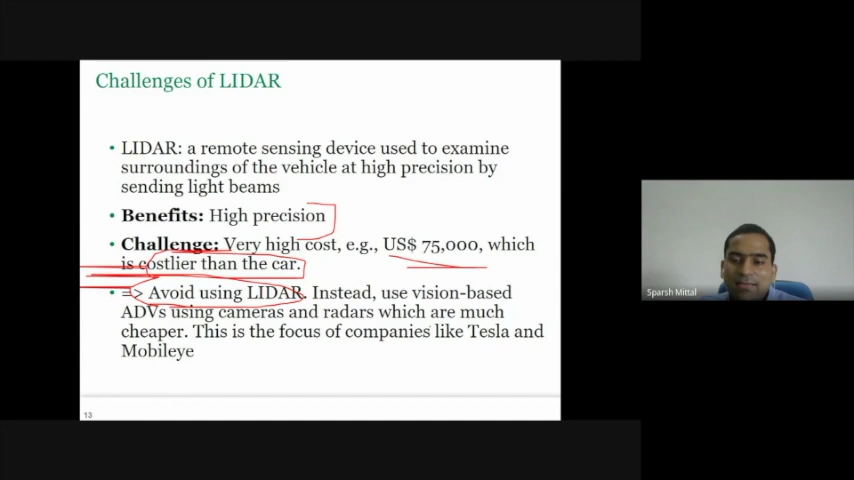 Challenges of LIDAR
• LIDAR: a remote sensing device used to examine
surroundings of the vehicle at high precision by
sending light beams
• Benefits: High precision
• Challenge: Very high cost, e.g., US$ 75,000, which
is costlier than the car.
• => Avoid using LIDAR. Instead, use vision-based
ADVs using cameras and radars which are much
cheaper. This is the focus of companies like Tesla and
Mobileye
13
Sparsh Mittal